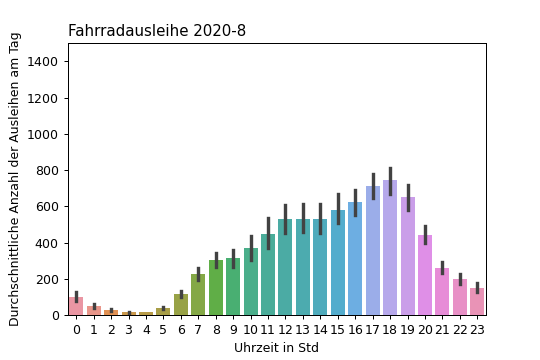 Fahrradausleihe 2020-8
Durchschnittliche Anzahl der Ausleihen am Tag
1400
1200
1000
800
600
400
200
0
0 1 2 3 4 5 6 7 8 9 10 11 12 13 14 15 16 17 18 19 20 21 22 23
Uhrzeit in Std